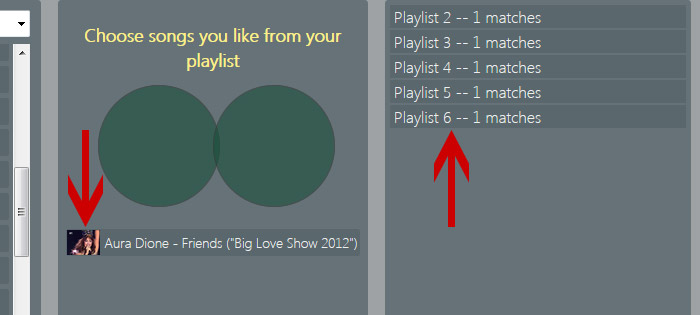 Choose songs you like from your
playlist
Aura Dione - Friends ("Big Love Show 2012")
Playlist 2 -- 1 matches
Playlist 3 -- 1 matches
Playlist 4 -- 1 matches
Playlist 5 -- 1 matches
Playlist 6 -- 1 matches